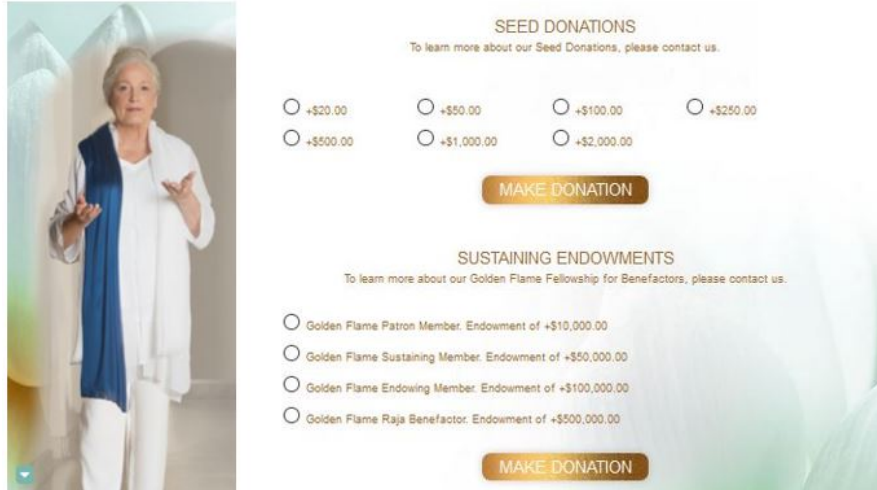 SEED DONATIONS
To learn more about our Seed Donations, please contact us.
+$20.00 +$50.00 +$100.00 +$250.00
+$500.00 +$1,000.00 +$2,000.00
MAKE DONATION
SUSTAINING ENDOWMENTS
To learn more about our Golden Flame Fellowship for Benefactors, please contact us.
Golden Flame Patron Member. Endowment of +$10,000.00
Golden Flame Sustaining Member. Endowment of +$50,000.00
Golden Flame Endowing Member. Endowment of +$100,000.00
Golden Flame Raja Benefactor. Endowment of +$500,000.00
MAKE DONATION